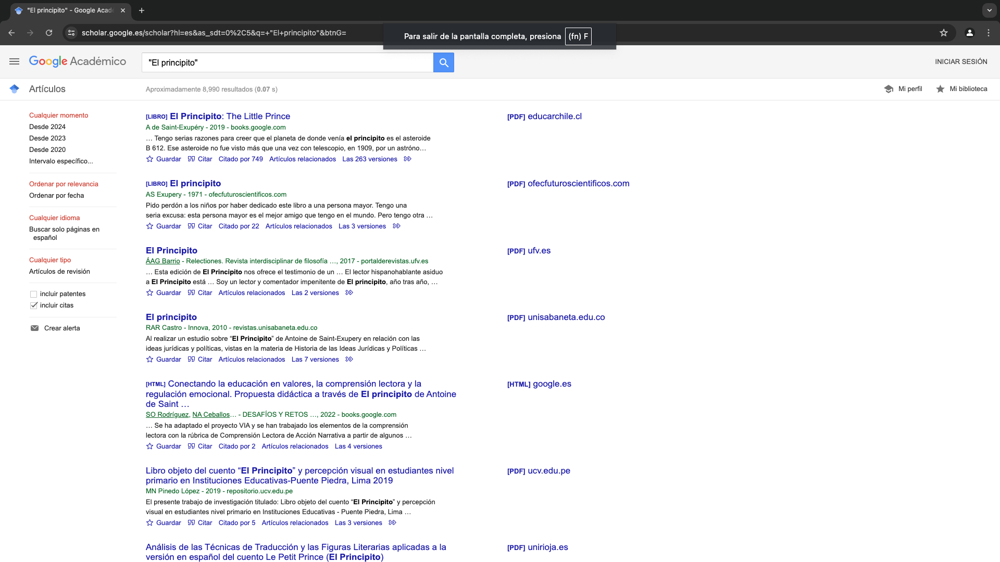 "El principito" - Google Acad
scholar.google.es/scholar?hl=es&as_sdt=0%2C5&q=+"El+principito"&btnG=
Para salir de la pantalla completa, presiona (fn) F
Google Académico
"El principito"
INICIAR SESIÓN
Artículos
Aproximadamente 8,990 resultados (0.07 s)
Mi perfil
Mi biblioteca
Cualquier momento
Desde 2024
Desde 2023
Desde 2020
Intervalo específico...
Ordenar por relevancia
Ordenar por fecha
Cualquier idioma
Buscar solo páginas en
español
Cualquier tipo
Artículos de revisión
incluir patentes
incluir citas
Crear alerta
[LIBRO] El Principito: The Little Prince
A de Saint-Exupéry - 2019 - books.google.com
… Tengo serias razones para creer que el planeta de donde venía el principito es el asteroide
B 612. Ese asteroide no fue visto más que una vez con telescopio, en 1909, por un astróno…
Guardar Citar Citado por 749 Artículos relacionados Las 263 versiones
[PDF] educarchile.cl
[LIBRO] El principito
AS Exupery - 1971 - ofecfuturoscientificos.com
Pido perdón a los niños por haber dedicado este libro a una persona mayor. Tengo una
seria excusa: esta persona mayor es el mejor amigo que tengo en el mundo. Pero tengo otra …
Guardar Citar Citado por 22 Artículos relacionados Las 3 versiones
[PDF] ofecfuturoscientificos.com
El Principito
ÁAG Barrio - Relectiones. Revista interdisciplinar de filosofía …, 2017 - portalderevistas.ufv.es
… Esta edición de El Principito nos ofrece el testimonio de un … El lector hispanohablante asiduo
a El Principito está … Soy un lector y comentador impenitente de El principito, año tras año, …
Guardar Citar Artículos relacionados Las 2 versiones
[PDF] ufv.es
El principito
RAR Castro - Innova, 2010 - revistas.unisabaneta.edu.co
Al realizar un estudio sobre “El Principito” de Antoine de Saint-Exupery en relación con las
ideas jurídicas y políticas, vistas en la materia de Historia de las Ideas Jurídicas y Políticas …
Guardar Citar Artículos relacionados Las 7 versiones
[PDF] unisabaneta.edu.co
[HTML] Conectando la educación en valores, la comprensión lectora y la
regulación emocional. Propuesta didáctica a través de El principito de Antoine
de Saint …
SO Rodríguez, NA Ceballos… - DESAFÍOS Y RETOS …, 2022 - books.google.com
… Se ha adaptado el proyecto VIA y se han trabajado los elementos de la comprensión
lectora con la rúbrica de Comprensión Lectora de Acción Narrativa a partir de algunos …
Guardar Citar Citado por 2 Artículos relacionados Las 4 versiones
[HTML] google.es
Libro objeto del cuento “El Principito” y percepción visual en estudiantes nivel
primario en Instituciones Educativas-Puente Piedra, Lima 2019
MN Pinedo López - 2019 - repositorio.ucv.edu.pe
El presente trabajo de investigación titulado: Libro objeto del cuento “El Principito” y percepción
visual en estudiantes nivel primario en Instituciones Educativas - Puente Piedra, Lima …
Guardar Citar Citado por 5 Artículos relacionados Las 3 versiones
[PDF] ucv.edu.pe
Análisis de las Técnicas de Traducción y las Figuras Literarias aplicadas a la
versión en español del cuento Le Petit Prince (El Principito)
[PDF] unirioja.es